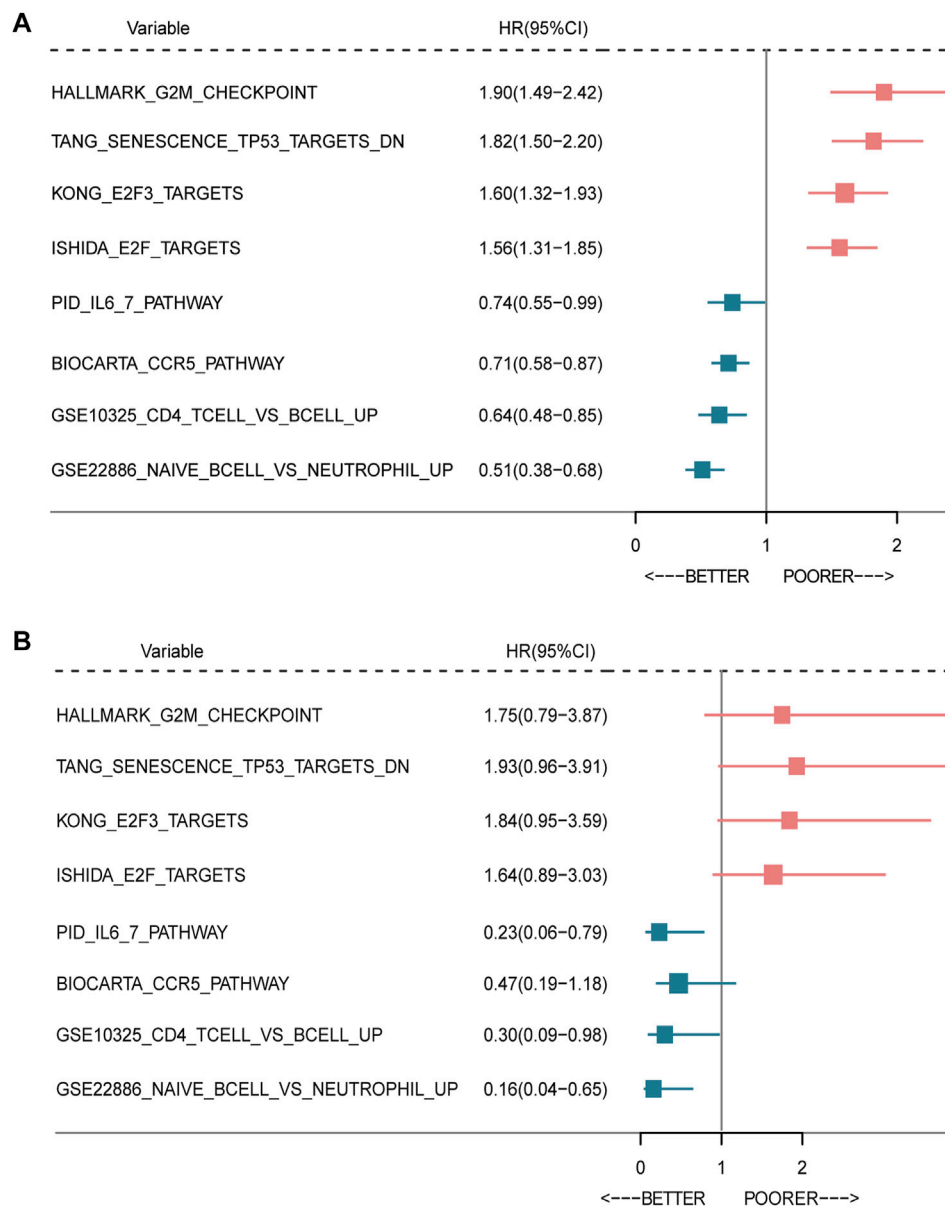 A
Variable HR(95%CI)
HALLMARK_G2M_CHECKPOINT 1.90(1.49−2.42)
TANG_SENESCENCE_TP53_TARGETS_DN 1.82(1.50−2.20)
KONG_E2F3_TARGETS 1.60(1.32−1.93)
ISHIDA_E2F_TARGETS 1.56(1.31−1.85)
PID_IL6_7_PATHWAY 0.74(0.55−0.99)
BIOCARTA_CCR5_PATHWAY 0.71(0.58−0.87)
GSE10325_CD4_TCELL_VS_BCELL_UP 0.64(0.48−0.85)
GSE22886_NAIVE_BCELL_VS_NEUTROPHIL_UP 0.51(0.38−0.68)
0 1 2
<−−−BETTER POORER−−−>
B
Variable HR(95%CI)
HALLMARK_G2M_CHECKPOINT 1.75(0.79−3.87)
TANG_SENESCENCE_TP53_TARGETS_DN 1.93(0.96−3.91)
KONG_E2F3_TARGETS 1.84(0.95−3.59)
ISHIDA_E2F_TARGETS 1.64(0.89−3.03)
PID_IL6_7_PATHWAY 0.23(0.06−0.79)
BIOCARTA_CCR5_PATHWAY 0.47(0.19−1.18)
GSE10325_CD4_TCELL_VS_BCELL_UP 0.30(0.09−0.98)
GSE22886_NAIVE_BCELL_VS_NEUTROPHIL_UP 0.16(0.04−0.65)
0 1 2
<−−−BETTER POORER−−−>